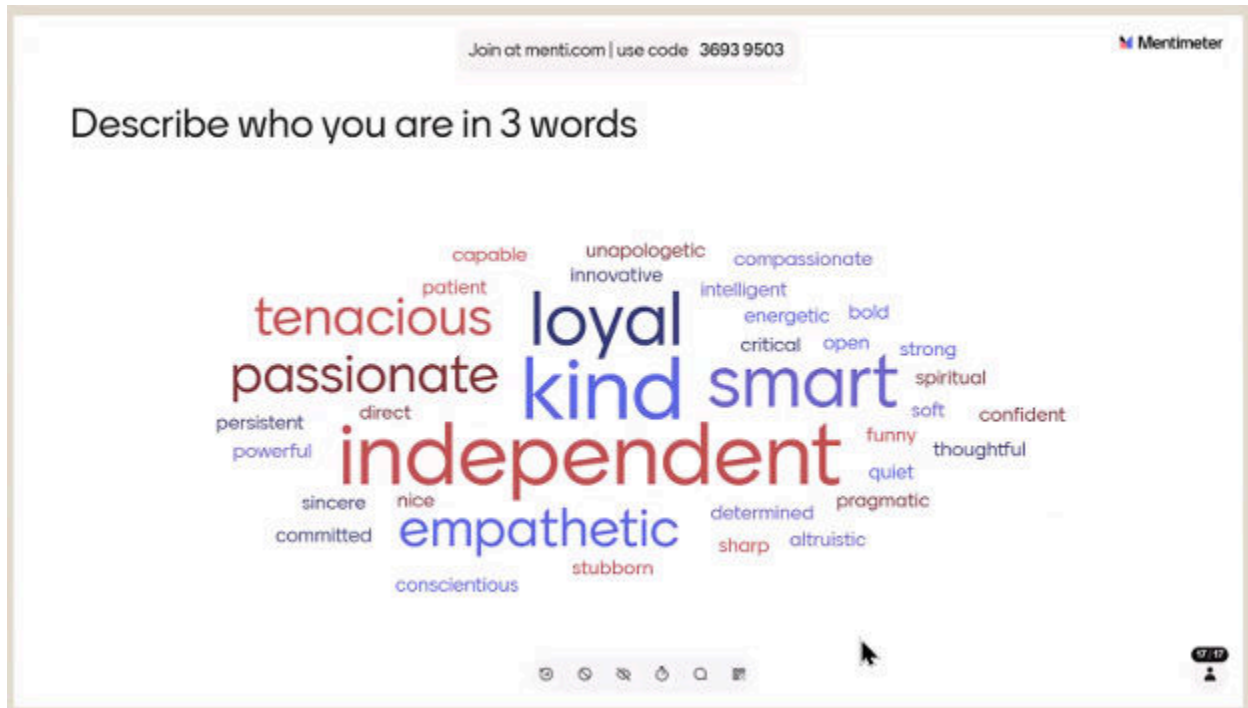 Join at menti.com | use code 3693 9503
Mentimeter
Describe who you are in 3 words
capable
unapologetic
compassionate
innovative
patient
intelligent
tenacious
loyal
energetic
bold
critical
open
strong
passionate
kind
smart
spiritual
persistent
direct
soft
confident
powerful
independent
funny
thoughtful
quiet
sincere
nice
pragmatic
committed
empathetic
determined
sharp
altruistic
stubborn
conscientious
17/17